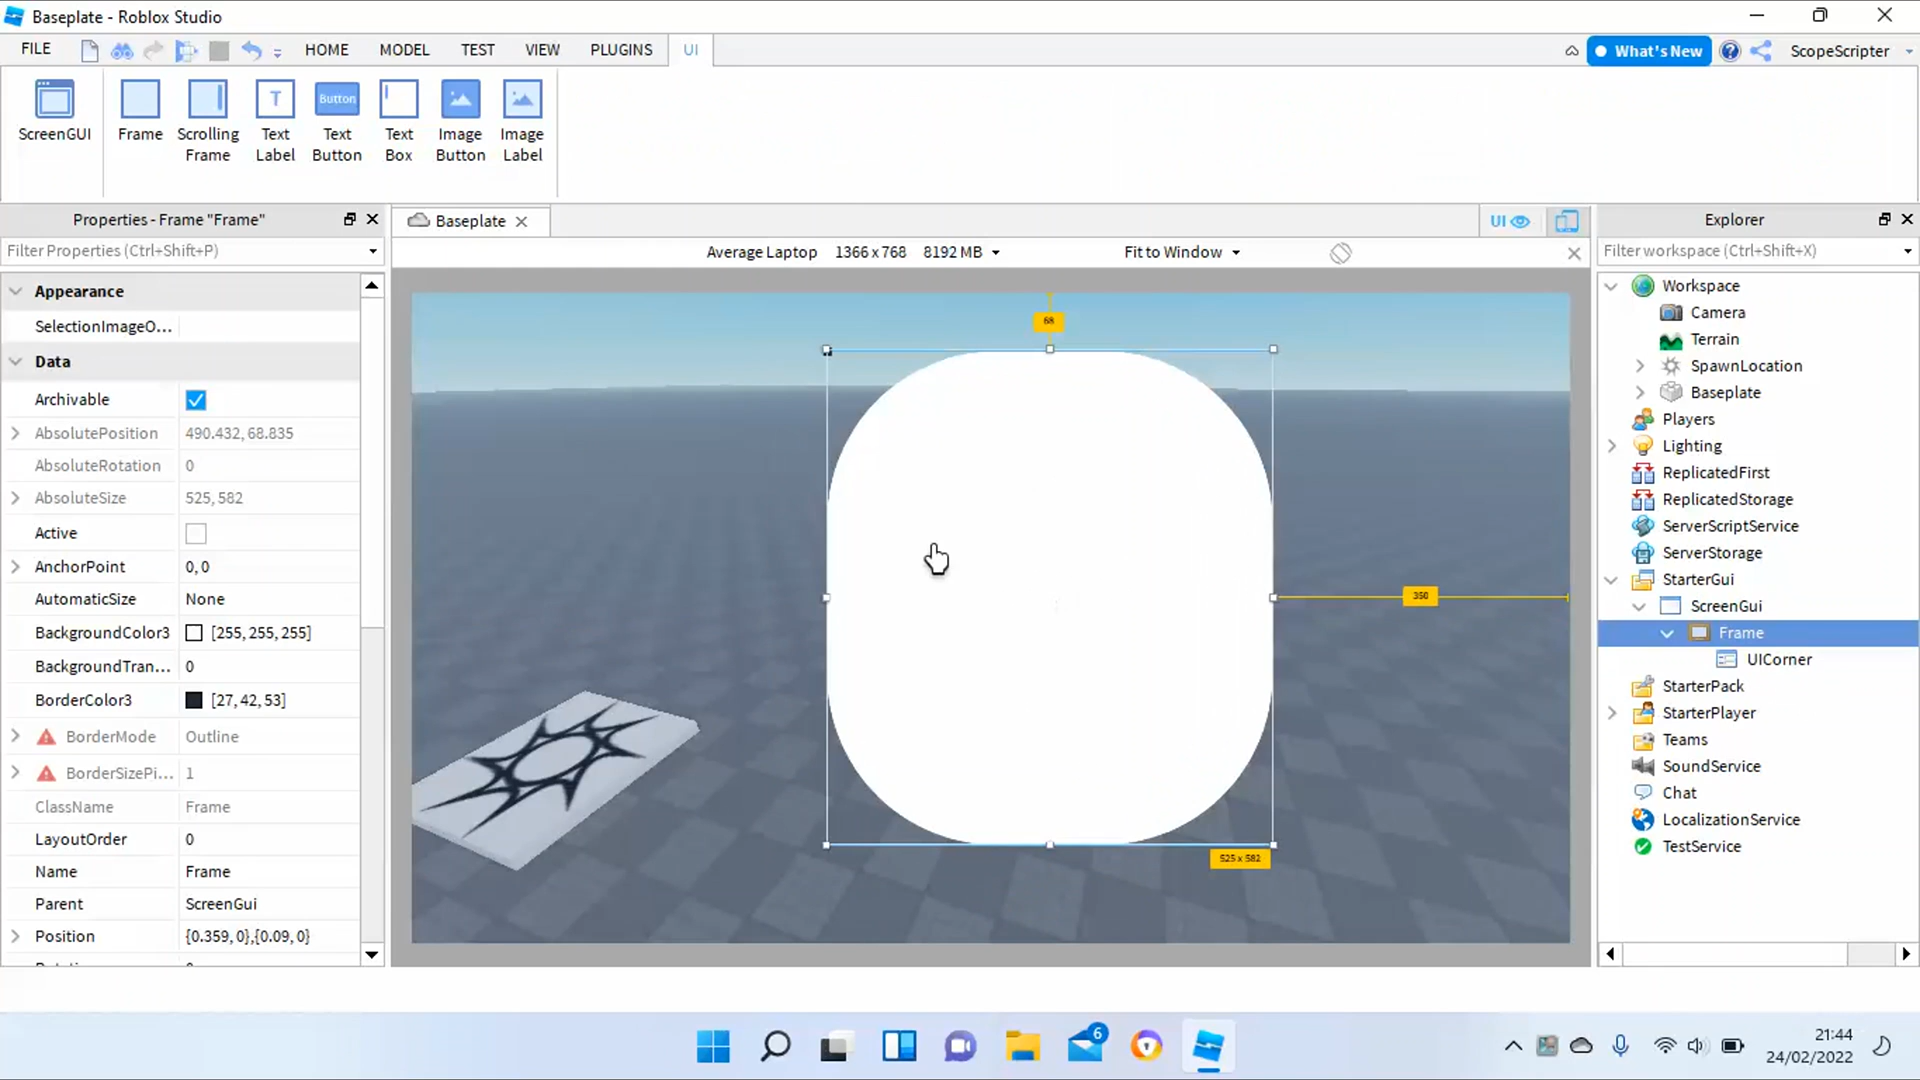 Baseplate - Roblox Studio
FILE HOME MODEL TEST VIEW PLUGINS UI What's New ScopeScripter
ScreenGUI
Frame
Scrolling Frame
Text Label
Button
Text Button
Text Box
Image Button
Image Label
Properties - Frame "Frame"
Filter Properties (Ctrl+Shift+P)
Appearance
SelectionImageO...
Data
Archivable
AbsolutePosition 490.432, 68.835
AbsoluteRotation 0
AbsoluteSize 525, 582
Active
AnchorPoint 0, 0
AutomaticSize None
BackgroundColor3 [255, 255, 255]
BackgroundTran... 0
BorderColor3 [27, 42, 53]
BorderMode Outline
BorderSizePi... 1
ClassName Frame
LayoutOrder 0
Name Frame
Parent ScreenGui
Position {0.359, 0},{0.09, 0}
Baseplate
UI
Average Laptop 1366 x 768 8192 MB Fit to Window
68
350
525 x 582
Explorer
Filter workspace (Ctrl+Shift+X)
Workspace
Camera
Terrain
SpawnLocation
Baseplate
Players
Lighting
ReplicatedFirst
ReplicatedStorage
ServerScriptService
ServerStorage
StarterGui
ScreenGui
Frame
UICorner
StarterPack
StarterPlayer
Teams
SoundService
Chat
LocalizationService
TestService
6
21:44
24/02/2022